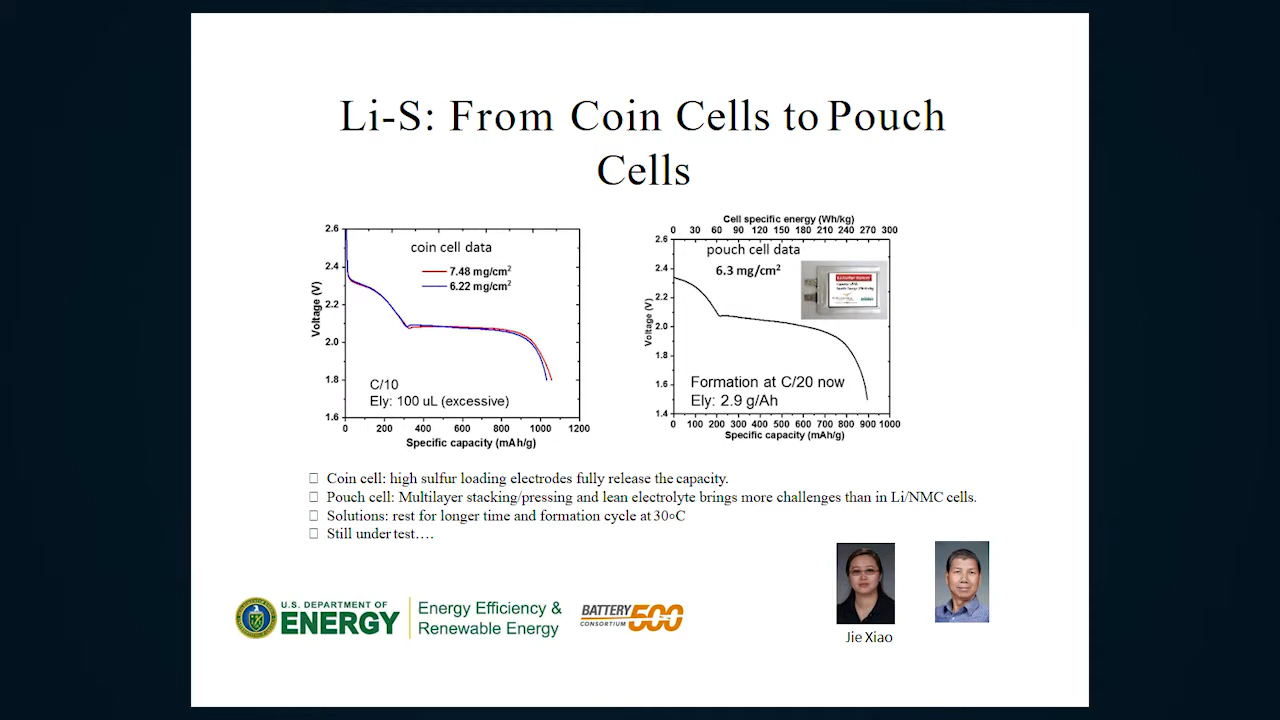 Li-S: From Coin Cells to Pouch
Cells
2.6
2.4
2.2
2.0
1.8
1.6
Voltage (V)
coin cell data
7.48 mg/cm2
6.22 mg/cm2
C/10
Ely: 100 uL (excessive)
0 200 400 600 800 1000 1200
Specific capacity (mAh/g)
Cell specific energy (Wh/kg)
0 30 60 90 120 150 180 210 240 270 300
2.6
2.4
2.2
2.0
1.8
1.6
1.4
Voltage (V)
pouch cell data
6.3 mg/cm2
Formation at C/20 now
Ely: 2.9 g/Ah
0 100 200 300 400 500 600 700 800 900 1000
Specific capacity (mAh/g)
Coin cell: high sulfur loading electrodes fully release the capacity.
Pouch cell: Multilayer stacking/pressing and lean electrolyte brings more challenges than in Li/NMC cells.
Solutions: rest for longer time and formation cycle at 30∘C
Still under test….
U.S. DEPARTMENT OF
ENERGY
Energy Efficiency &
Renewable Energy
BATTERY
CONSORTIUM 500
Jie Xiao